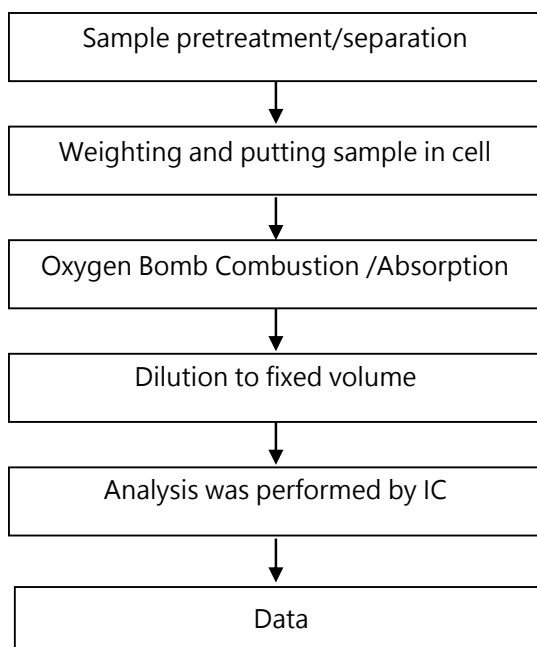 Sample pretreatment/separation
Weighting and putting sample in cell
Oxygen Bomb Combustion /Absorption
Dilution to fixed volume
Analysis was performed by IC
Data